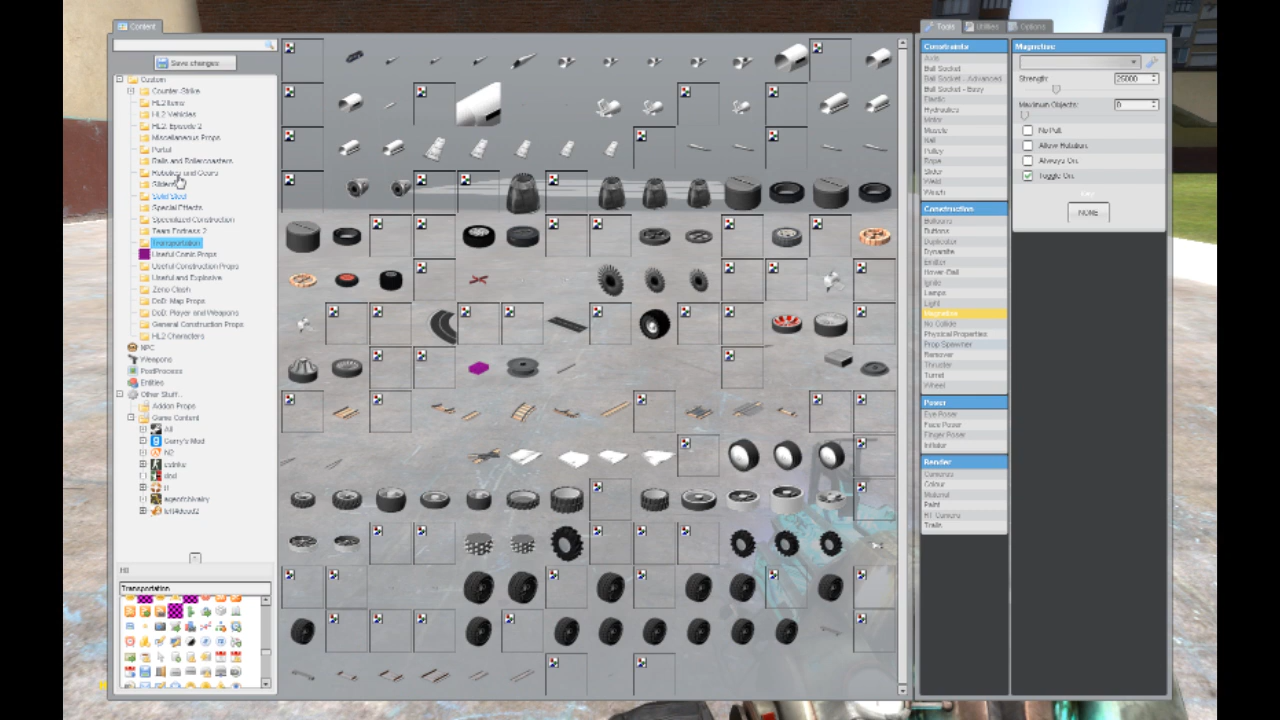 Content
Save changes
Custom
Counter-Strike
HL2 Items
HL2 Vehicles
HL2: Episode 2
Miscellaneous Props
Portal
Rails and Rollercoasters
Robotics and Gears
Solid Steel
Special Effects
Specialized Construction
Team Fortress 2
Transportation
Useful Comic Props
Useful Construction Props
Useful and Explosive
Zeno Clash
DoD: Map Props
DoD: Player and Weapons
General Construction Props
HL2 Characters
NPC
Weapons
PostProcess
Entities
Other Stuff..
Addon Props
Game Content
All
Garry's Mod
cstrike
dod
tf
ageofchivalry
left4dead2
Transportation
Tools
Utilities
Options
Constraints
Axis
Ball Socket
Ball Socket - Advanced
Ball Socket - Easy
Elastic
Hydraulics
Motor
Muscle
Nail
Pulley
Rope
Slider
Weld
Winch
Construction
Balloons
Buttons
Duplicator
Dynamite
Emitter
Hover Ball
Ignite
Lamps
Light
Magnetise
No Collide
Physical Properties
Prop Spawner
Remover
Thruster
Turret
Wheel
Poser
Eye Poser
Face Poser
Finger Poser
Inflator
Render
Cameras
Colour
Material
Paint
RT Camera
Trails
Magnetise
Strength:
25000
Maximum Objects:
0
No Pull
Allow Rotation
Always On
Toggle On
NONE